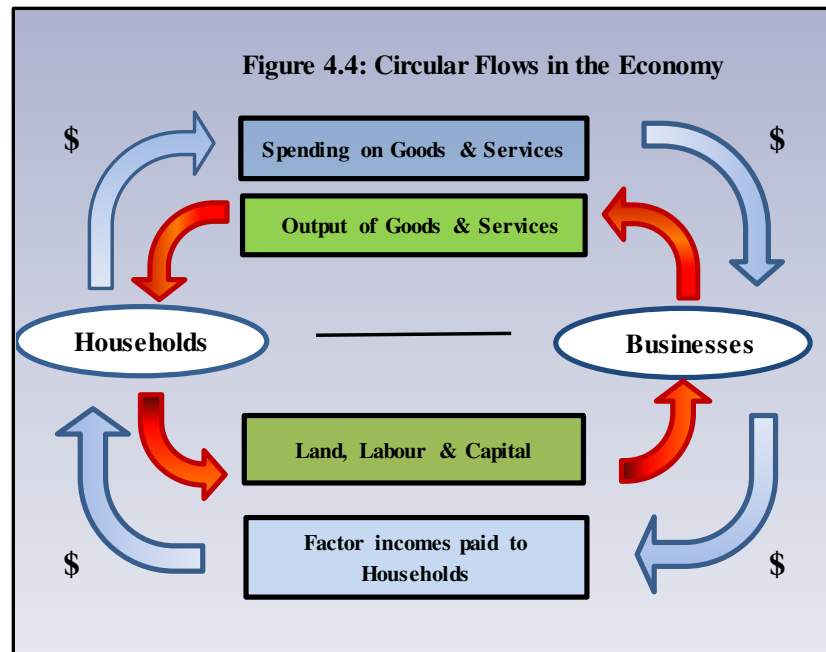 Figure 4.4: Circular Flows in the Economy
$
$
Spending on Goods & Services
Output of Goods & Services
Households
Businesses
Land, Labour & Capital
Factor incomes paid to
Households
$
$